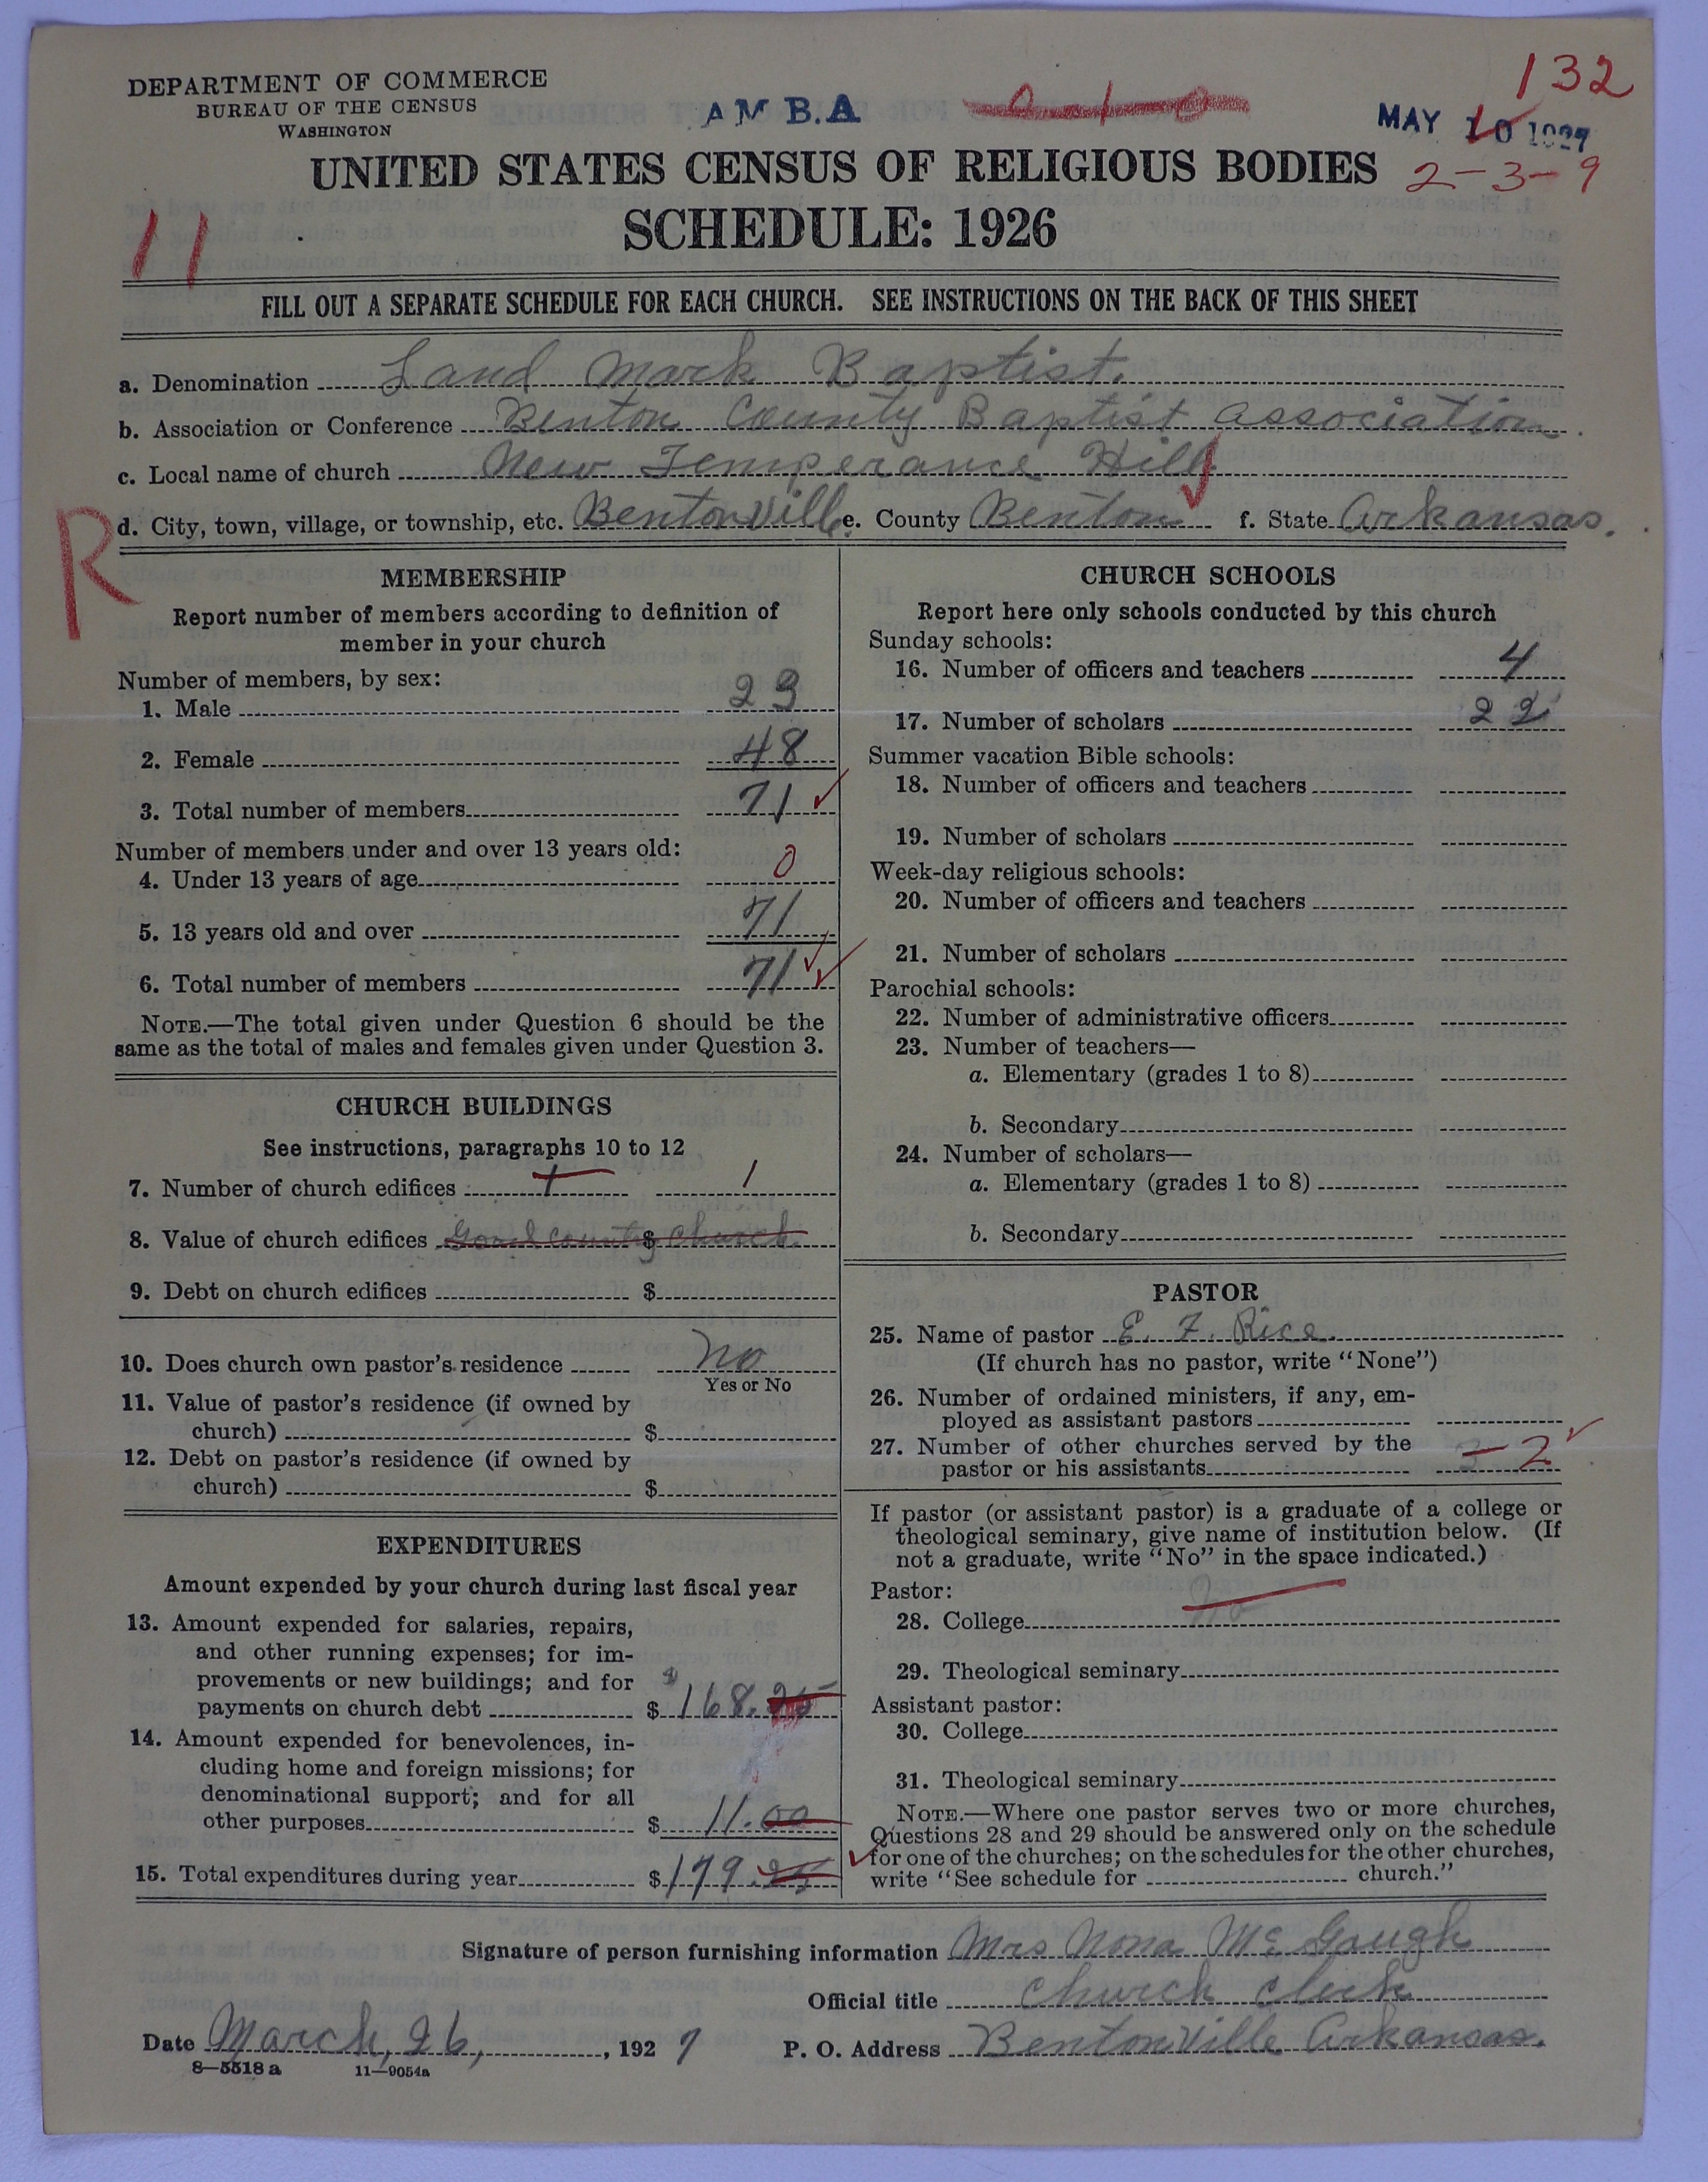 132
DEPARTMENT OF COMMERCE
BUREAU OF THE CENSUS
WASHINGTON
A M B.A
MAY 10 1927
2-3-9
UNITED STATES CENSUS OF RELIGIOUS BODIES
SCHEDULE: 1926
11
FILL OUT A SEPARATE SCHEDULE FOR EACH CHURCH. SEE INSTRUCTIONS ON THE BACK OF THIS SHEET
a. Denomination Land Mark Baptist.
b. Association or Conference Benton County Baptist Association.
c. Local name of church New Temperance Hill
R
d. City, town, village, or township, etc. Bentonville e. County Benton f. State Arkansas.
MEMBERSHIP
Report number of members according to definition of
member in your church
Number of members, by sex:
1. Male 23
2. Female 48
3. Total number of members 71
Number of members under and over 13 years old:
4. Under 13 years of age 0
5. 13 years old and over 71
6. Total number of members 71
NOTE.—The total given under Question 6 should be the
same as the total of males and females given under Question 3.
CHURCH BUILDINGS
See instructions, paragraphs 10 to 12
7. Number of church edifices 1 1
8. Value of church edifices Good County $ Church.
9. Debt on church edifices $
10. Does church own pastor's residence No
Yes or No
11. Value of pastor's residence (if owned by
church) $
12. Debt on pastor's residence (if owned by
church) $
EXPENDITURES
Amount expended by your church during last fiscal year
13. Amount expended for salaries, repairs,
and other running expenses; for im-
provements or new buildings; and for
payments on church debt $ 168.25
14. Amount expended for benevolences, in-
cluding home and foreign missions; for
denominational support; and for all
other purposes $ 11.00
15. Total expenditures during year $ 179.25
CHURCH SCHOOLS
Report here only schools conducted by this church
Sunday schools:
16. Number of officers and teachers 4
17. Number of scholars 22
Summer vacation Bible schools:
18. Number of officers and teachers
19. Number of scholars
Week-day religious schools:
20. Number of officers and teachers
21. Number of scholars
Parochial schools:
22. Number of administrative officers
23. Number of teachers—
a. Elementary (grades 1 to 8)
b. Secondary
24. Number of scholars—
a. Elementary (grades 1 to 8)
b. Secondary
PASTOR
25. Name of pastor E. F. Rice.
(If church has no pastor, write "None")
26. Number of ordained ministers, if any, em-
ployed as assistant pastors
27. Number of other churches served by the
pastor or his assistants 3 2
If pastor (or assistant pastor) is a graduate of a college or
theological seminary, give name of institution below. (If
not a graduate, write "No" in the space indicated.)
Pastor:
28. College No
29. Theological seminary
Assistant pastor:
30. College
31. Theological seminary
NOTE.—Where one pastor serves two or more churches,
Questions 28 and 29 should be answered only on the schedule
for one of the churches; on the schedules for the other churches,
write "See schedule for church."
Signature of person furnishing information Mrs Nona McGaugh
Official title Church Clerk
Date March, 26, , 1927 P. O. Address Bentonville Arkansas.
8—5518 a 11—9054a